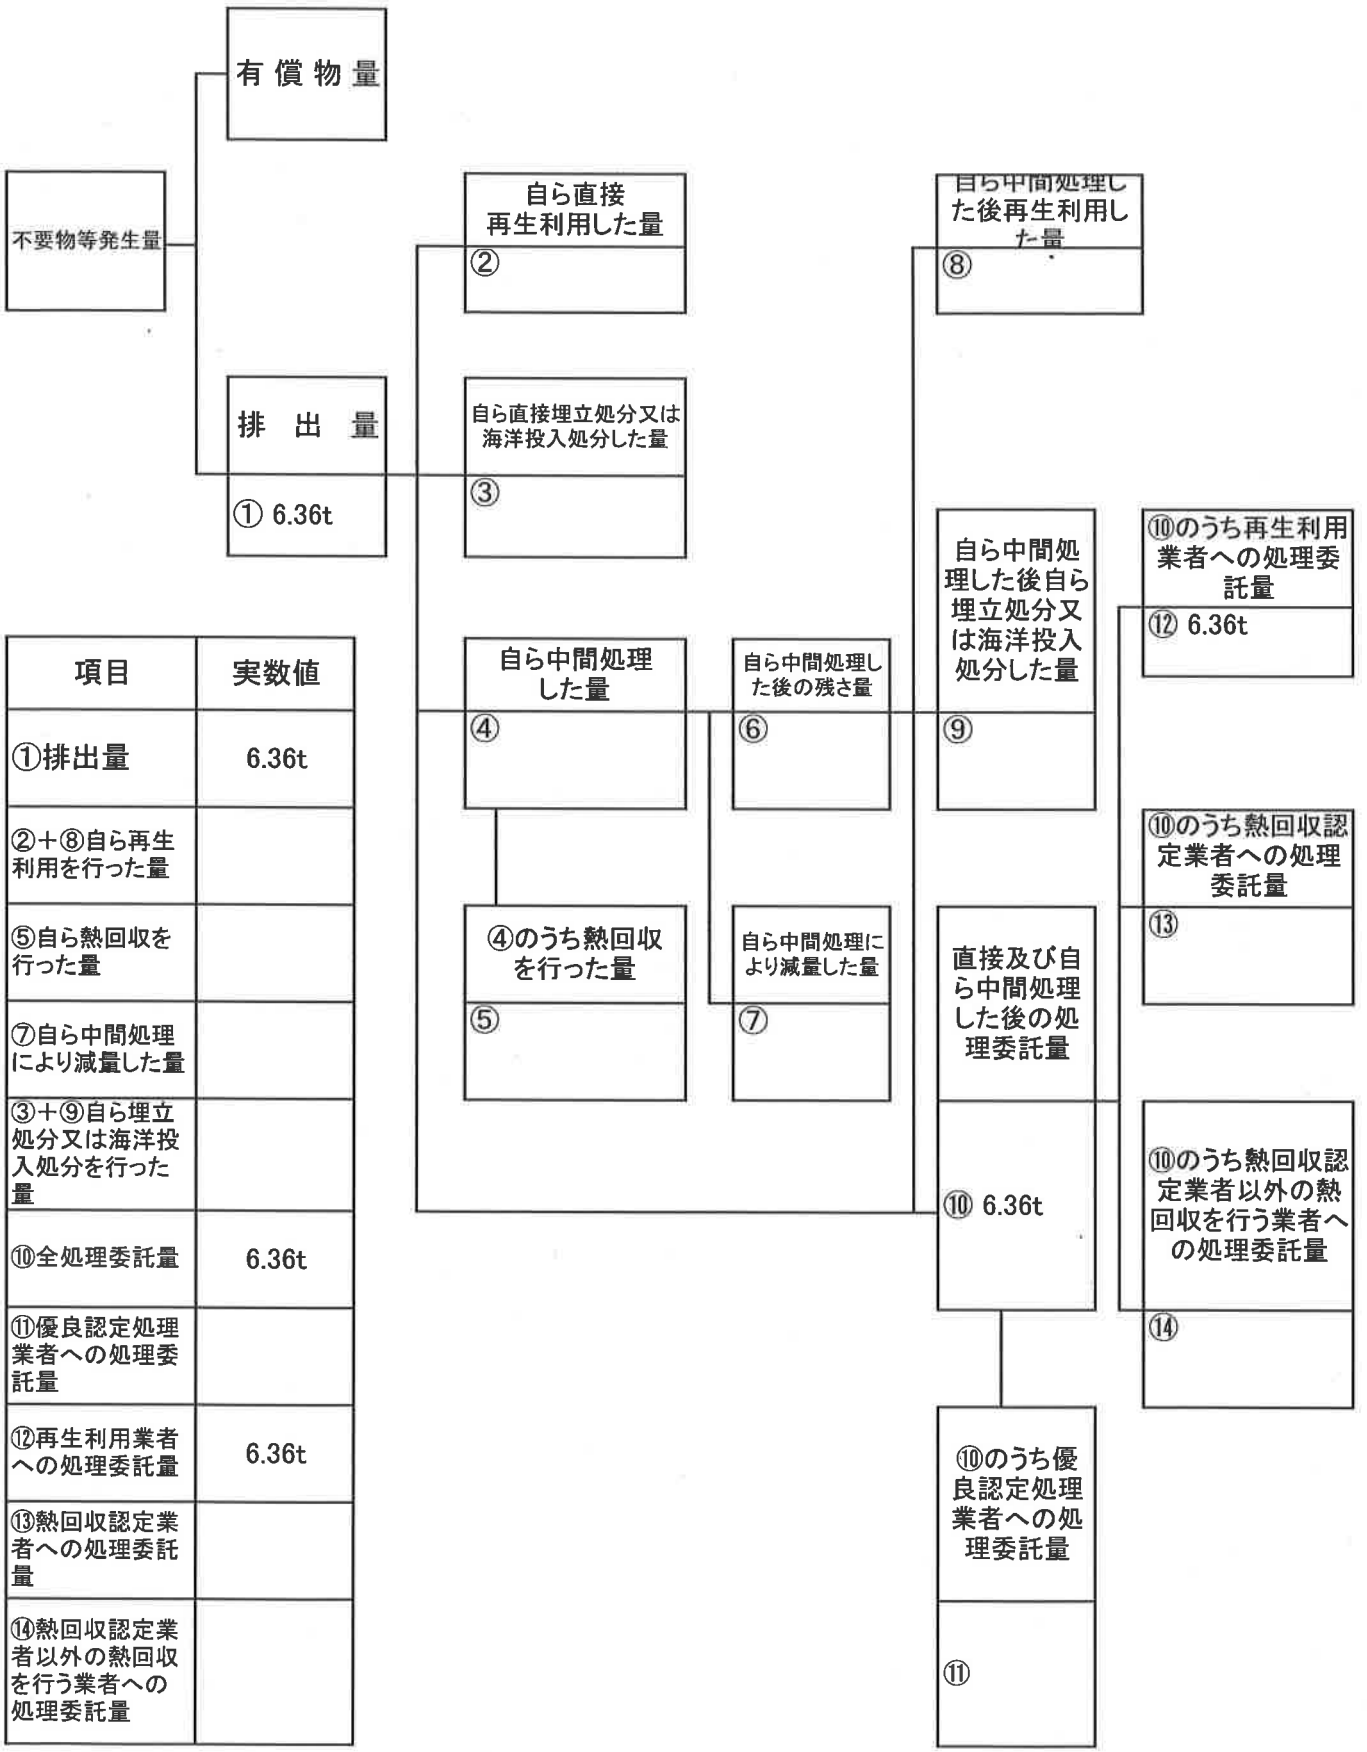 有償物量
不要物等発生量
自ら直接
再生利用した量
②
自ら中間処理し
た後再生利用し
た量
⑧
排出量
① 6.36t
自ら直接埋立処分又は
海洋投入処分した量
③
自ら中間処理
した量
④
自ら中間処理し
た後の残さ量
⑥
自ら中間処
理した後自ら
埋立処分又
は海洋投入
処分した量
⑨
⑩のうち再生利用
業者への処理委
託量
⑫ 6.36t
④のうち熱回収
を行った量
⑤
自ら中間処理に
より減量した量
⑦
直接及び自
ら中間処理
した後の処
理委託量
⑩ 6.36t
⑩のうち熱回収認
定業者への処理
委託量
⑬
⑩のうち熱回収認
定業者以外の熱
回収を行う業者へ
の処理委託量
⑭
⑩のうち優
良認定処理
業者への処
理委託量
⑪
項目 実数値
①排出量 6.36t
②＋⑧自ら再生
利用を行った量
⑤自ら熱回収を
行った量
⑦自ら中間処理
により減量した量
③＋⑨自ら埋立
処分又は海洋投
入処分を行った
量
⑩全処理委託量 6.36t
⑪優良認定処理
業者への処理委
託量
⑫再生利用業者
への処理委託量 6.36t
⑬熱回収認定業
者への処理委託
量
⑭熱回収認定業
者以外の熱回収
を行う業者への
処理委託量